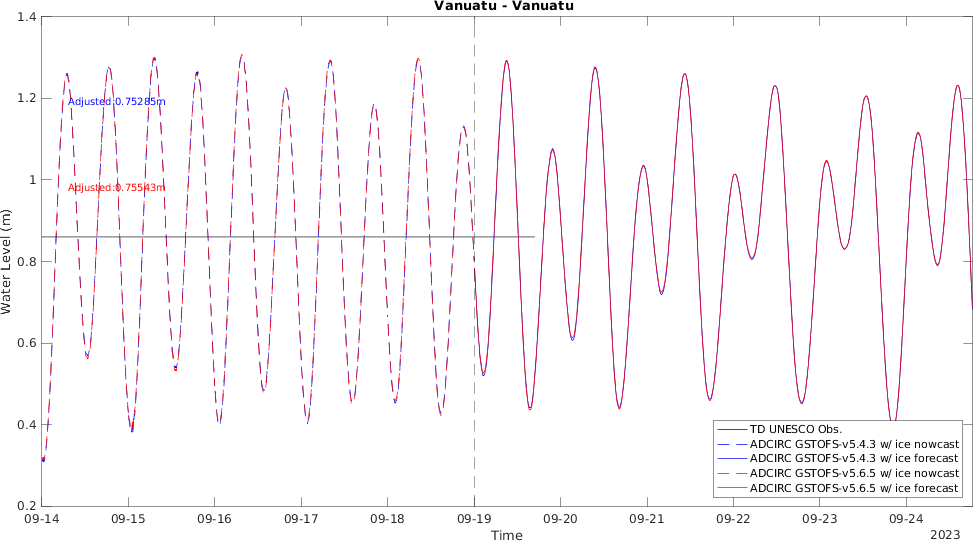 Vanuatu - Vanuatu
1.4
1.2
1
0.8
0.6
0.4
0.2
Water Level (m)
Adjusted:0.75285m
Adjusted:0.75543m
TD UNESCO Obs.
ADCIRC GSTOFS-v5.4.3 w/ ice nowcast
ADCIRC GSTOFS-v5.4.3 w/ ice forecast
ADCIRC GSTOFS-v5.6.5 w/ ice nowcast
ADCIRC GSTOFS-v5.6.5 w/ ice forecast
09-14 09-15 09-16 09-17 09-18 09-19 09-20 09-21 09-22 09-23 09-24
Time
2023